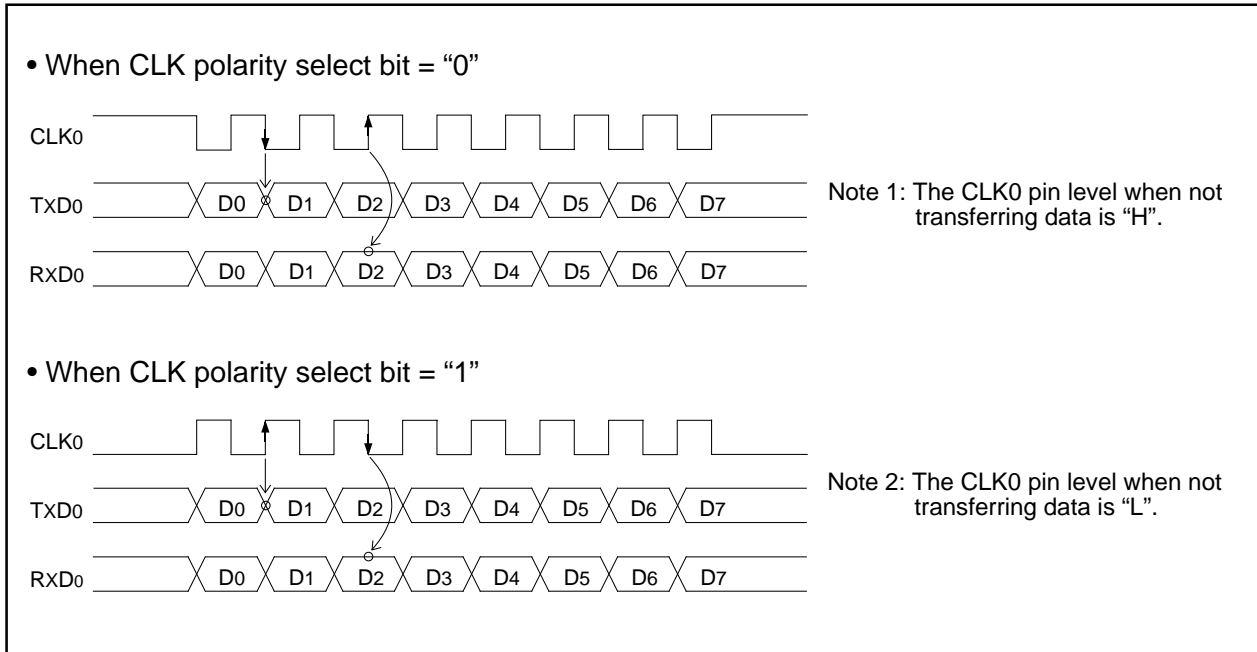 • When CLK polarity select bit = “0”
CLK0
TXD0 D0 D1 D2 D3 D4 D5 D6 D7
RXD0 D0 D1 D2 D3 D4 D5 D6 D7
Note 1: The CLK0 pin level when not
transferring data is “H”.
• When CLK polarity select bit = “1”
CLK0
TXD0 D0 D1 D2 D3 D4 D5 D6 D7
RXD0 D0 D1 D2 D3 D4 D5 D6 D7
Note 2: The CLK0 pin level when not
transferring data is “L”.